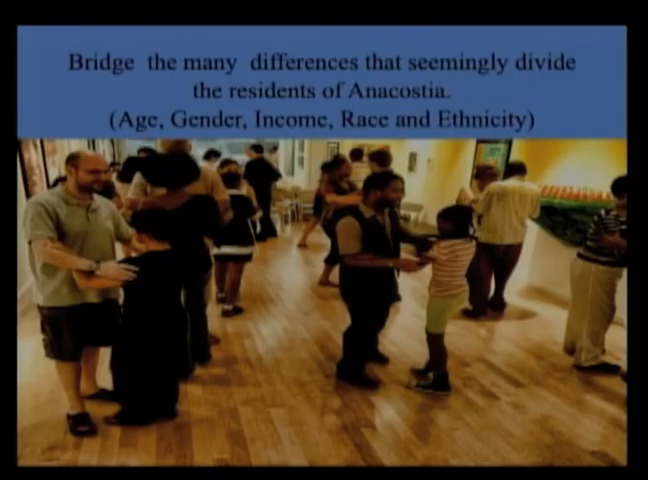 Bridge the many differences that seemingly divide
the residents of Anacostia.
(Age, Gender, Income, Race and Ethnicity)